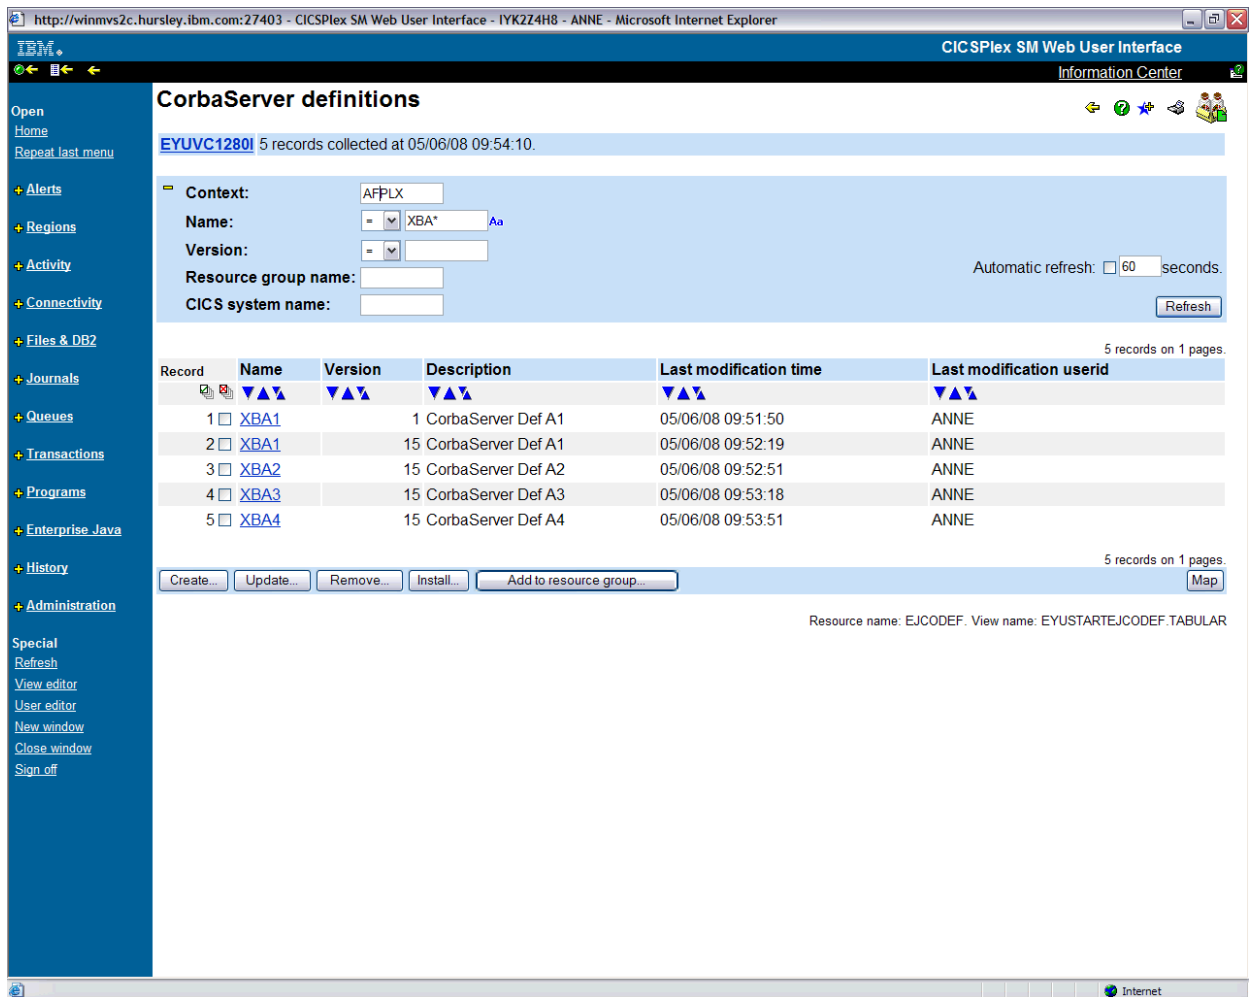 http://winmvs2c.hursley.ibm.com:27403 - CICSPlex SM Web User Interface - IYK2Z4H8 - ANNE - Microsoft Internet Explorer
IBM
CICSPlex SM Web User Interface
Information Center
Open
Home
Repeat last menu
Alerts
Regions
Activity
Connectivity
Files & DB2
Journals
Queues
Transactions
Programs
Enterprise Java
History
Administration
Special
Refresh
View editor
User editor
New window
Close window
Sign off
CorbaServer definitions
EYUVC1280I 5 records collected at 05/06/08 09:54:10.
Context: AFPLX
Name: = XBA* Aa
Version: =
Resource group name:
CICS system name:
Automatic refresh: 60 seconds.
Refresh
5 records on 1 pages.
Record Name Version Description Last modification time Last modification userid
1 XBA1 1 CorbaServer Def A1 05/06/08 09:51:50 ANNE
2 XBA1 15 CorbaServer Def A1 05/06/08 09:52:19 ANNE
3 XBA2 15 CorbaServer Def A2 05/06/08 09:52:51 ANNE
4 XBA3 15 CorbaServer Def A3 05/06/08 09:53:18 ANNE
5 XBA4 15 CorbaServer Def A4 05/06/08 09:53:51 ANNE
5 records on 1 pages.
Create... Update... Remove... Install... Add to resource group... Map
Resource name: EJCODEF. View name: EYUSTARTEJCODEF.TABULAR
Internet